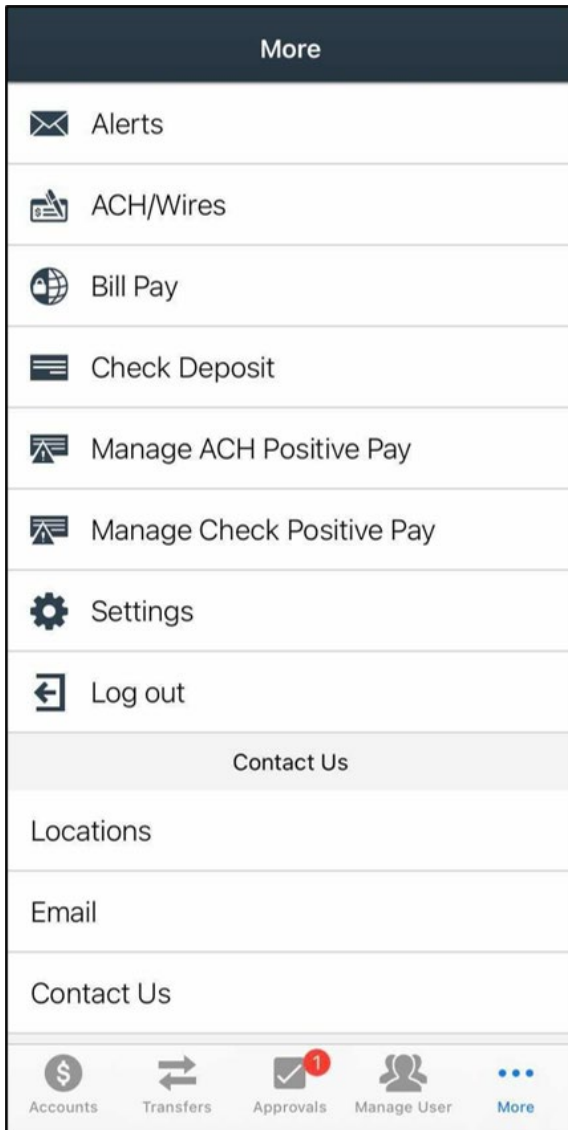 More
Alerts
ACH/Wires
Bill Pay
Check Deposit
Manage ACH Positive Pay
Manage Check Positive Pay
Settings
Log out
Contact Us
Locations
Email
Contact Us
1
Accounts Transfers Approvals Manage User More